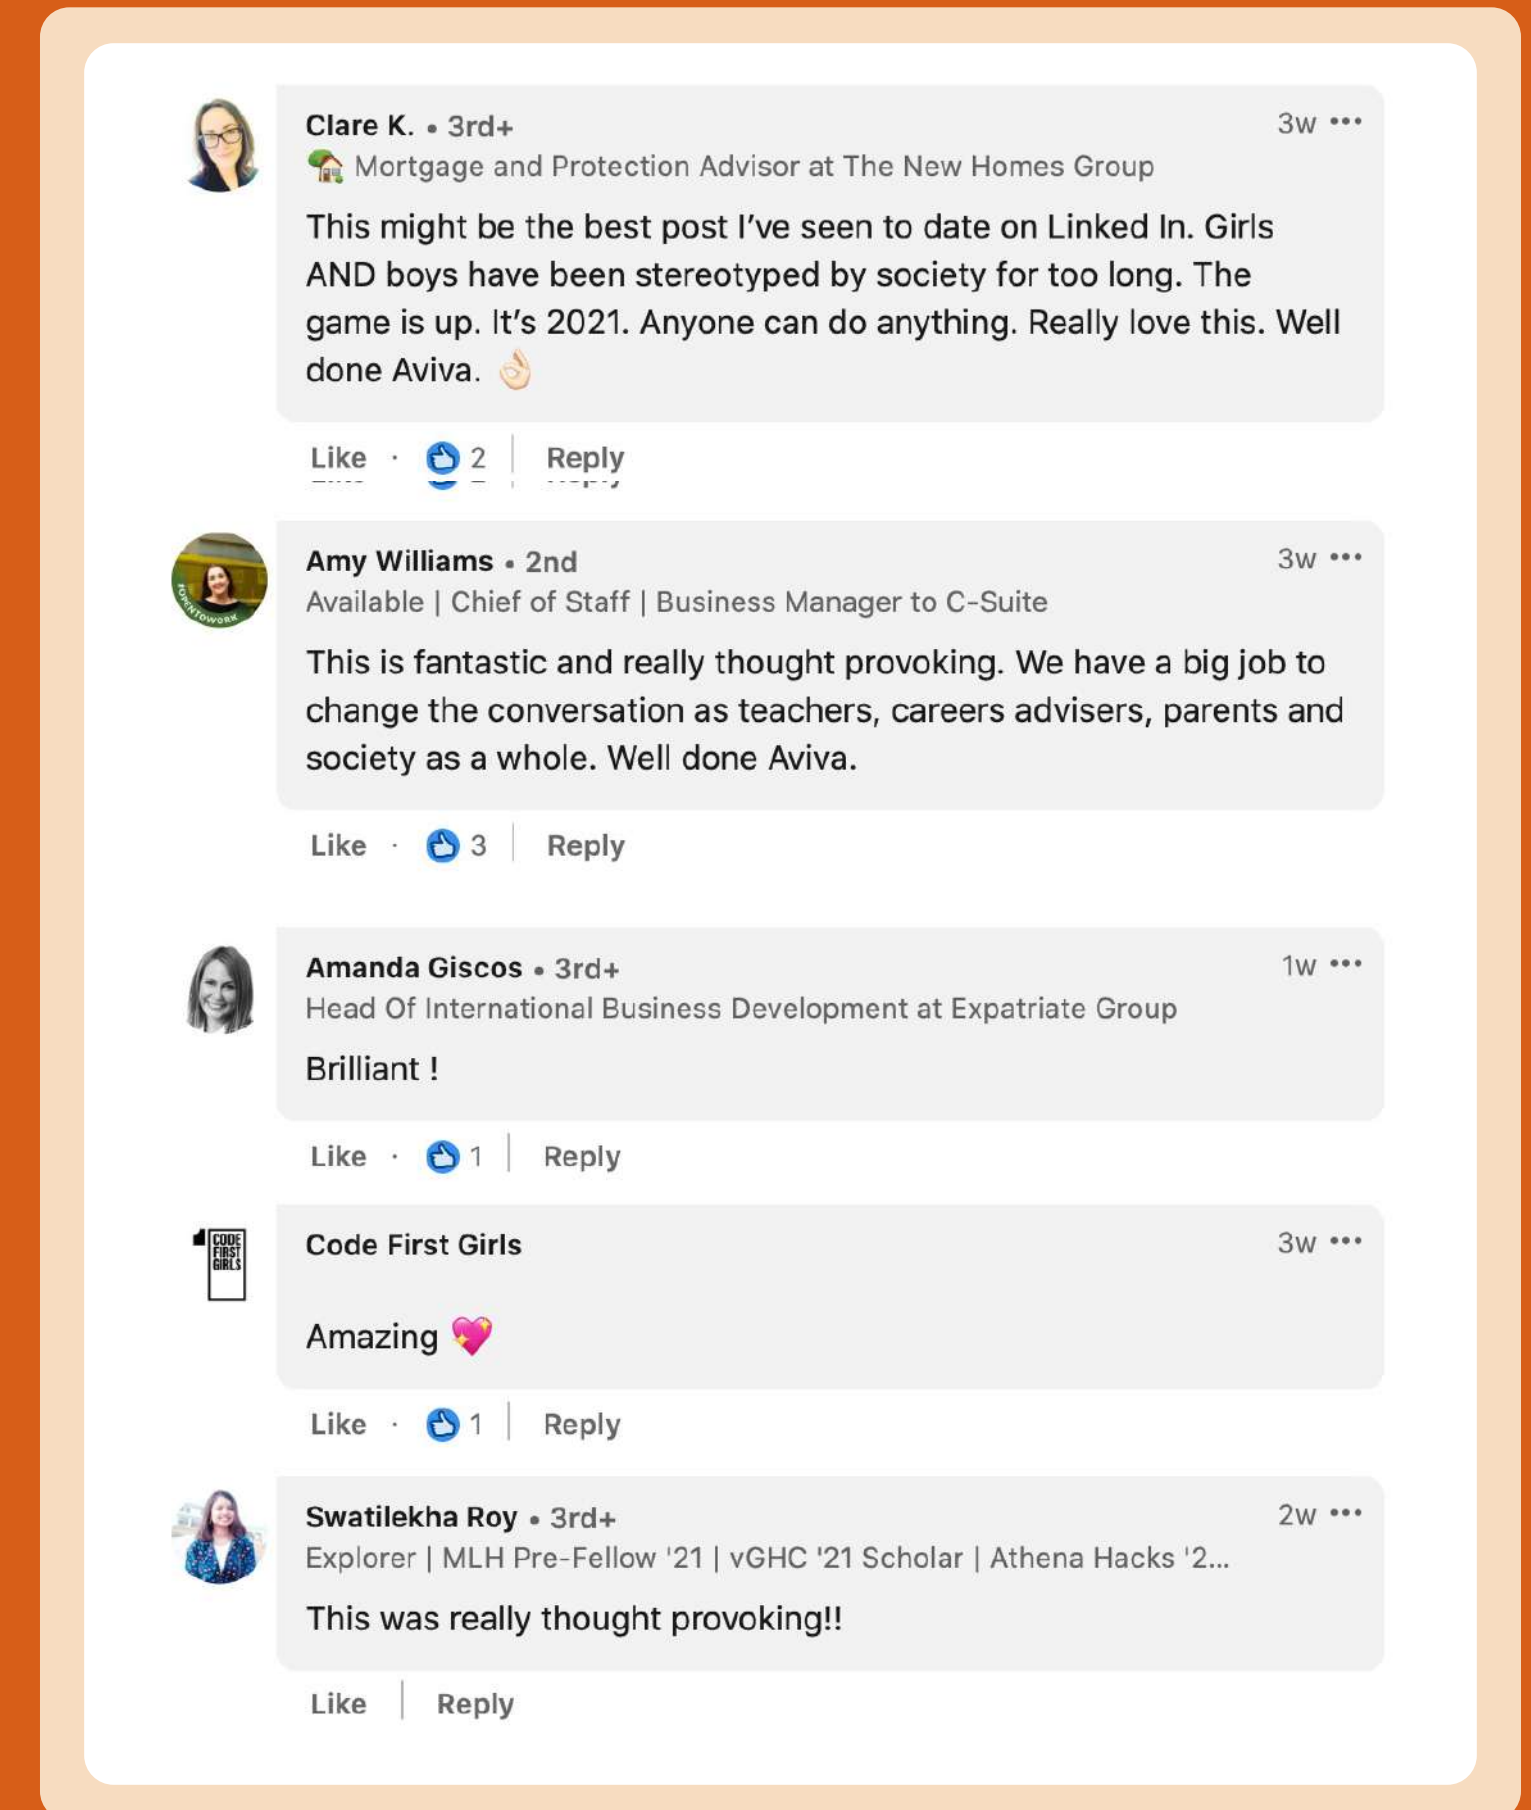 Clare K. • 3rd+ 3w •••
Mortgage and Protection Advisor at The New Homes Group
This might be the best post I've seen to date on Linked In. Girls
AND boys have been stereotyped by society for too long. The
game is up. It's 2021. Anyone can do anything. Really love this. Well
done Aviva. 👌🏻
Like · 2 | Reply
#OPENTOWORK
Amy Williams • 2nd 3w •••
Available | Chief of Staff | Business Manager to C-Suite
This is fantastic and really thought provoking. We have a big job to
change the conversation as teachers, careers advisers, parents and
society as a whole. Well done Aviva.
Like · 3 | Reply
Amanda Giscos • 3rd+ 1w •••
Head Of International Business Development at Expatriate Group
Brilliant !
Like · 1 | Reply
CODE
FIRST
GIRLS
Code First Girls 3w •••
Amazing 💖
Like · 1 | Reply
Swatilekha Roy • 3rd+ 2w •••
Explorer | MLH Pre-Fellow '21 | vGHC '21 Scholar | Athena Hacks '2...
This was really thought provoking!!
Like | Reply